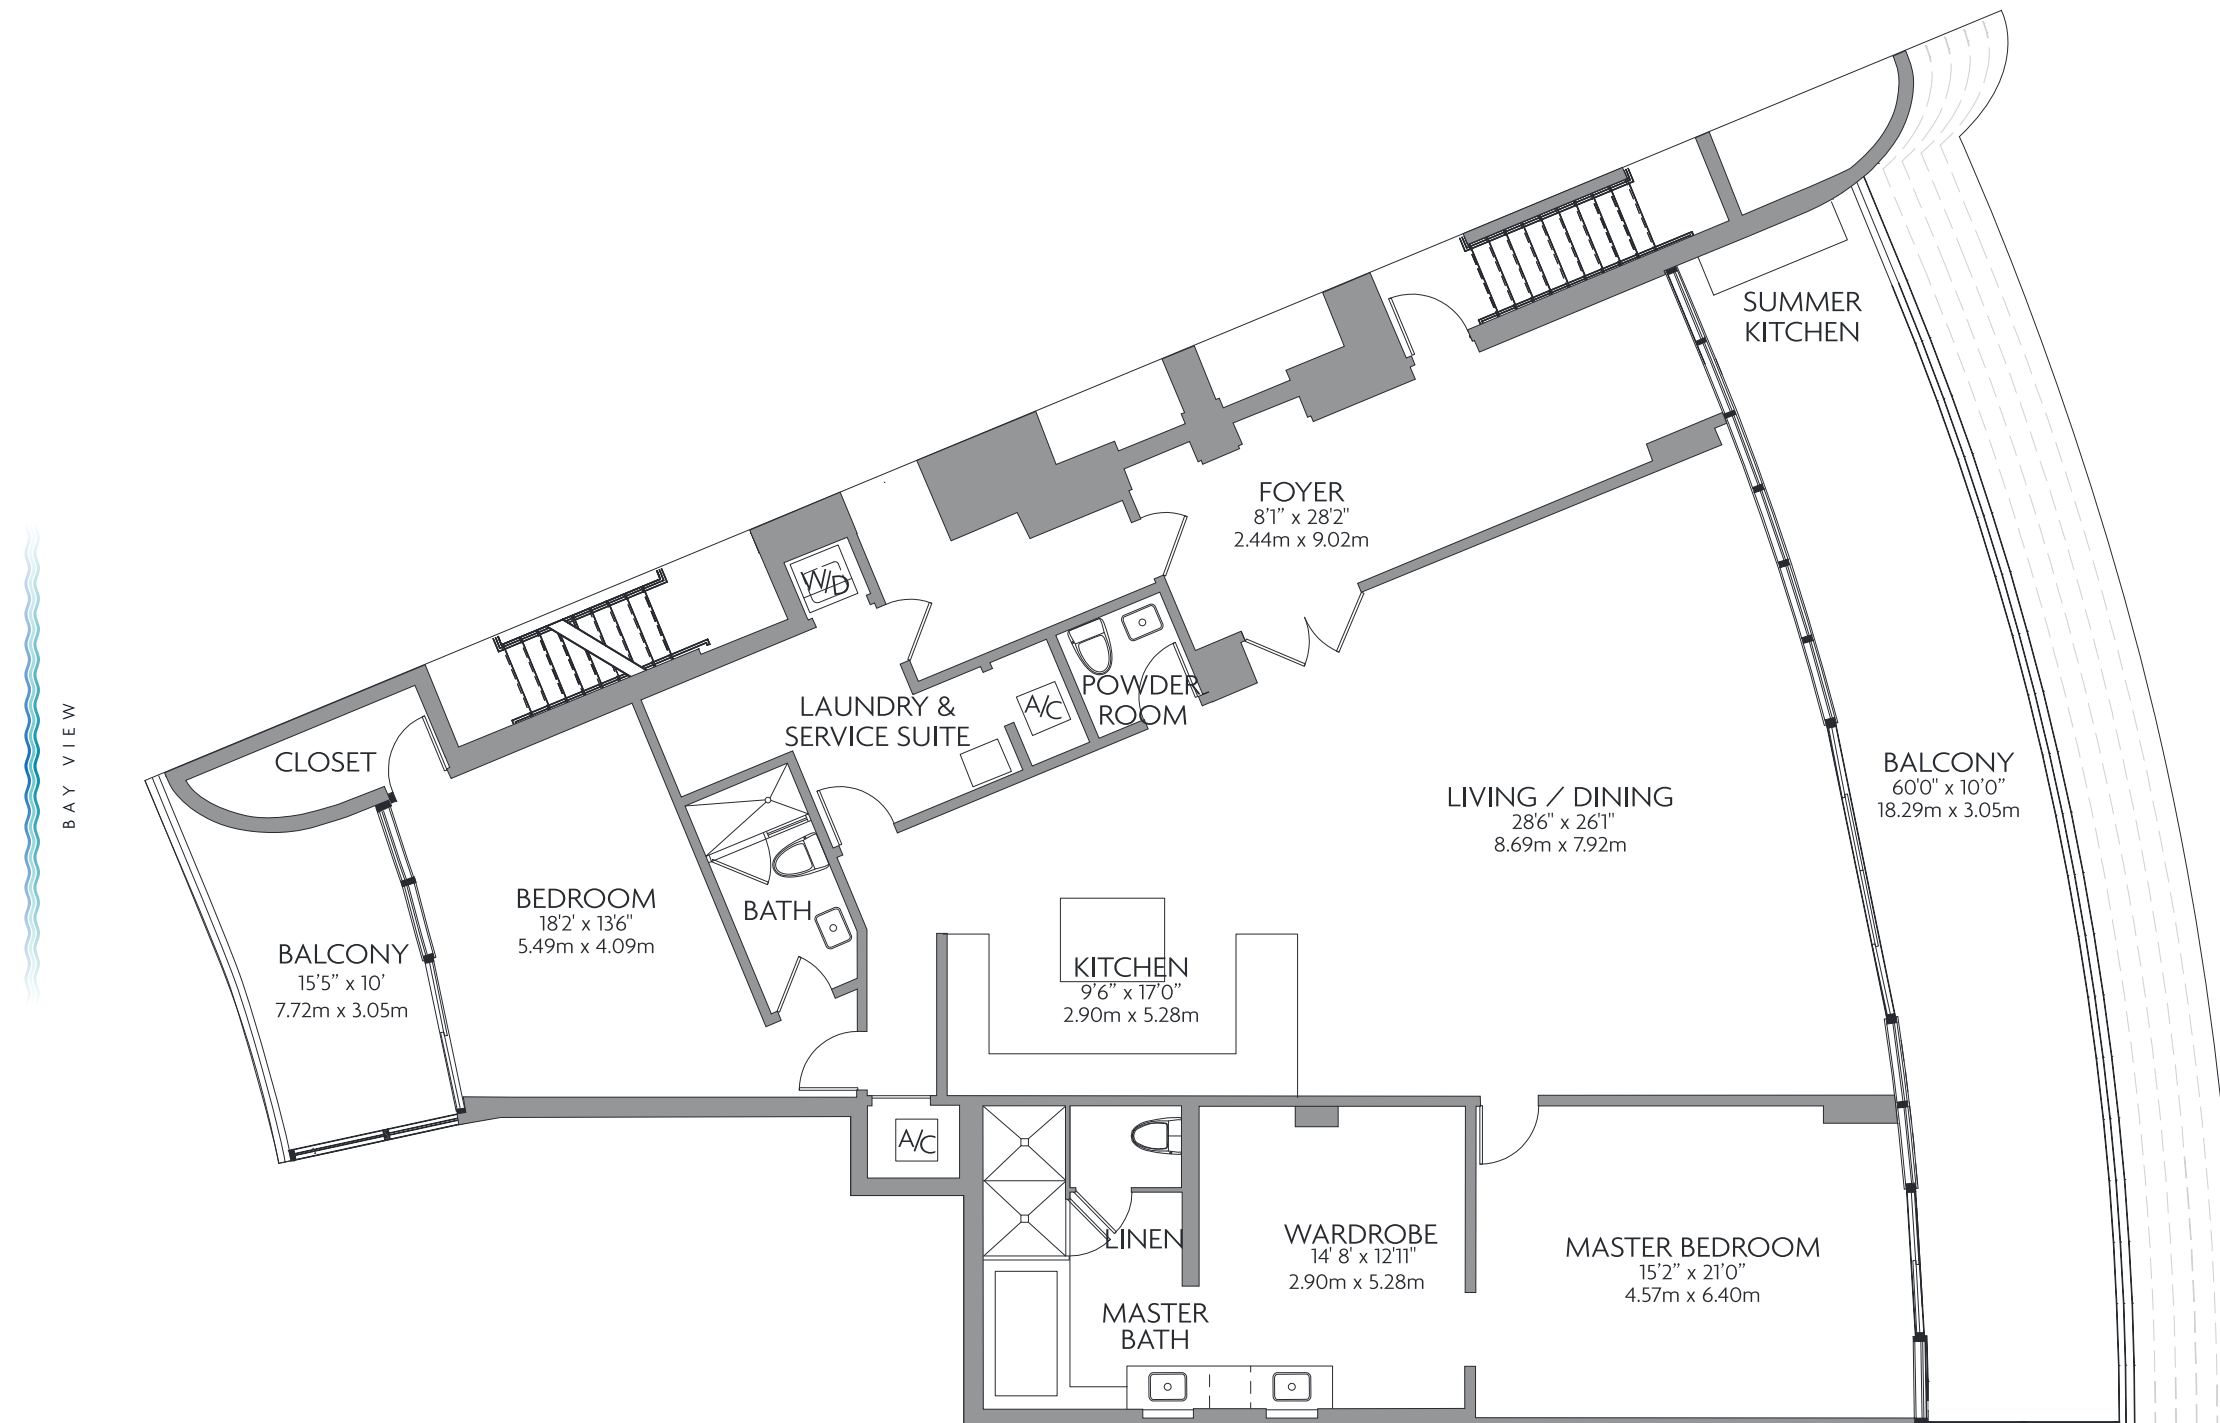 SUMMER
KITCHEN
FOYER
8'1" x 28'2"
2.44m x 9.02m
W/D
POWDER
ROOM
A/C
LAUNDRY &
SERVICE SUITE
CLOSET
BAY VIEW
LIVING / DINING
28'6" x 26'1"
8.69m x 7.92m
BALCONY
60'0" x 10'0"
18.29m x 3.05m
BEDROOM
18'2' x 13'6"
5.49m x 4.09m
BATH
BALCONY
15'5" x 10'
7.72m x 3.05m
KITCHEN
9'6" x 17'0"
2.90m x 5.28m
A/C
LINEN
WARDROBE
14' 8' x 12'11"
2.90m x 5.28m
MASTER BEDROOM
15'2" x 21'0"
4.57m x 6.40m
MASTER
BATH